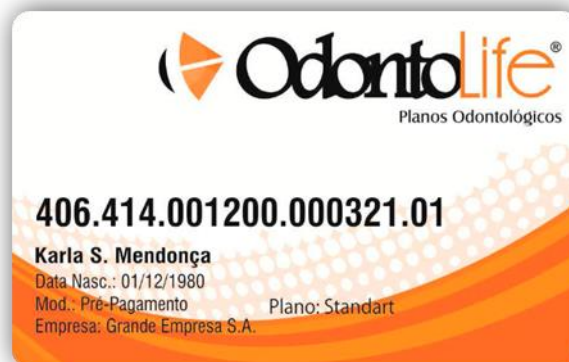 OdontoLife®
Planos Odontológicos
406.414.001200.000321.01
Karla S. Mendonça
Data Nasc.: 01/12/1980
Mod.: Pré-Pagamento Plano: Standart
Empresa: Grande Empresa S.A.